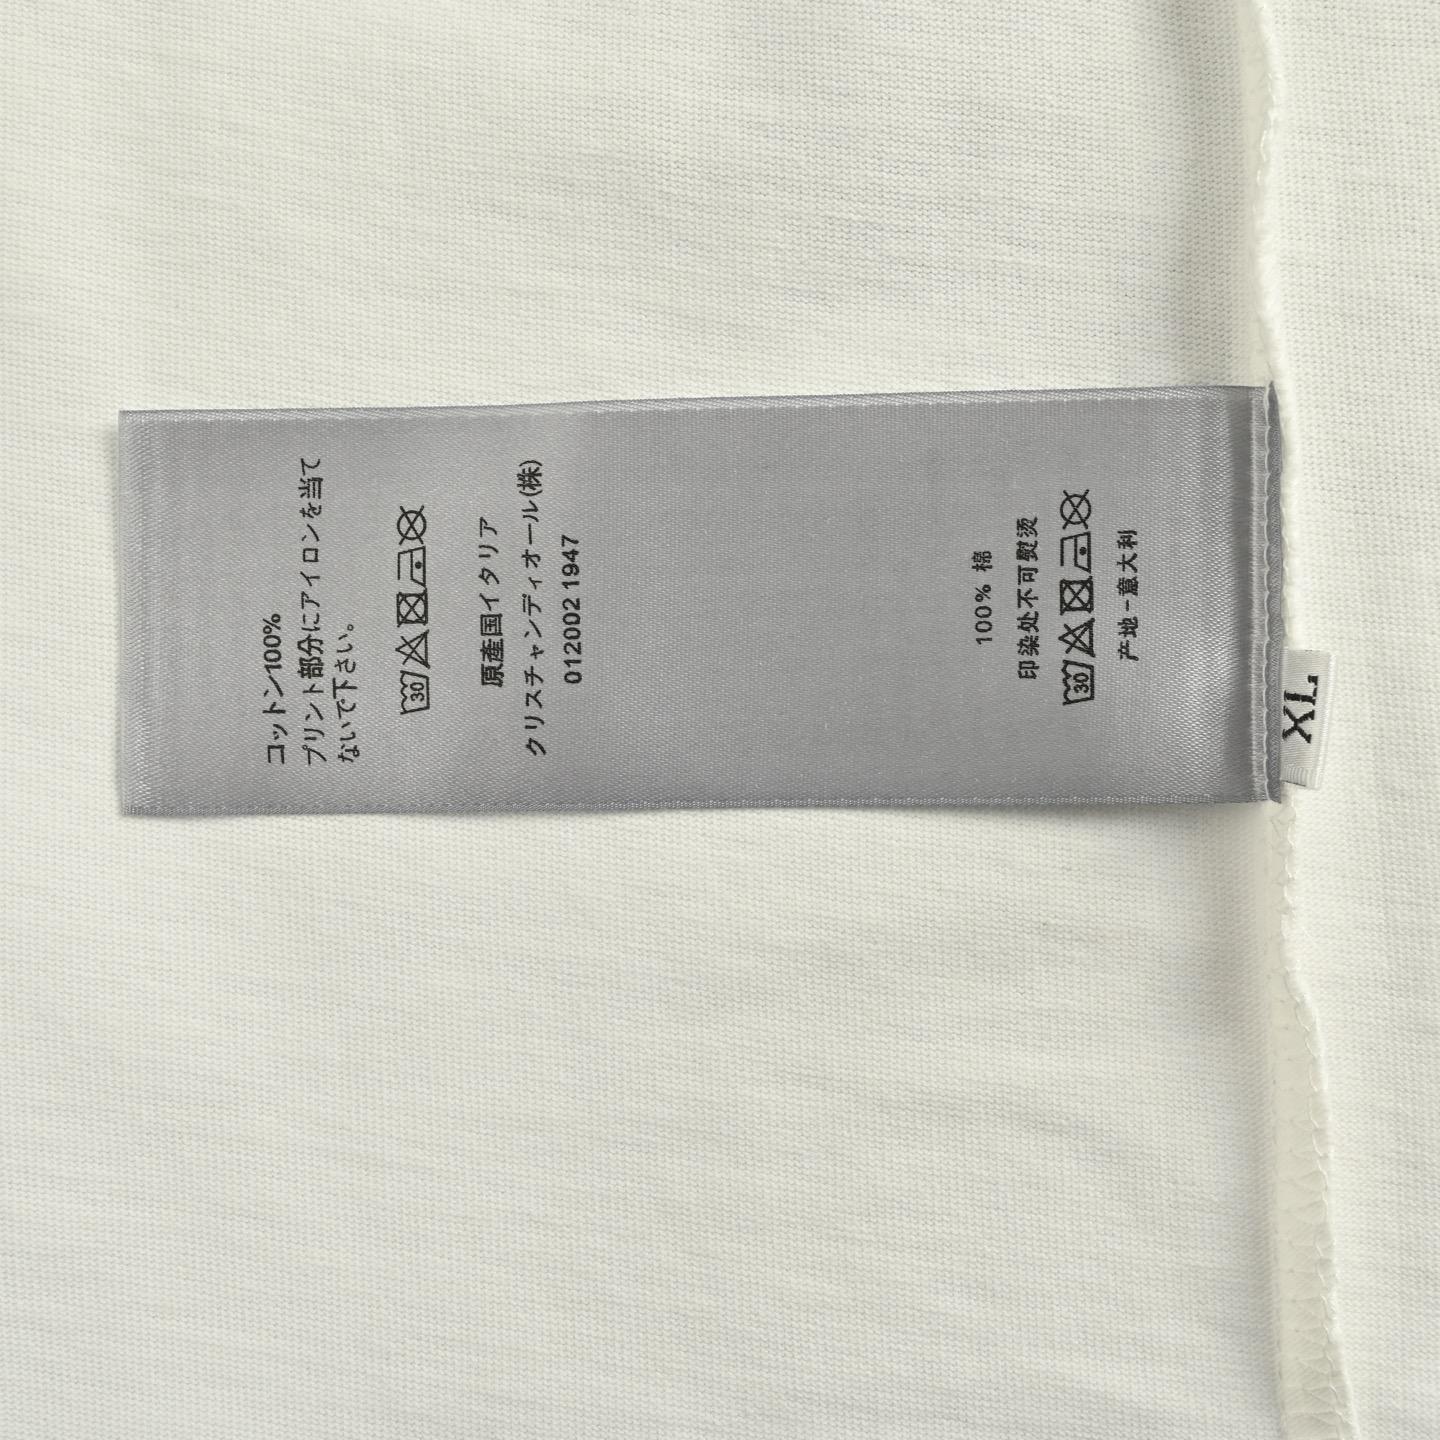 コットン100%
プリント部分にアイロンを当て
ないで下さい。
30
原産国イタリア
クリスチャンディオール(株)
012002 1947
100% 棉
印染处不可熨烫
30
产地-意大利
XL